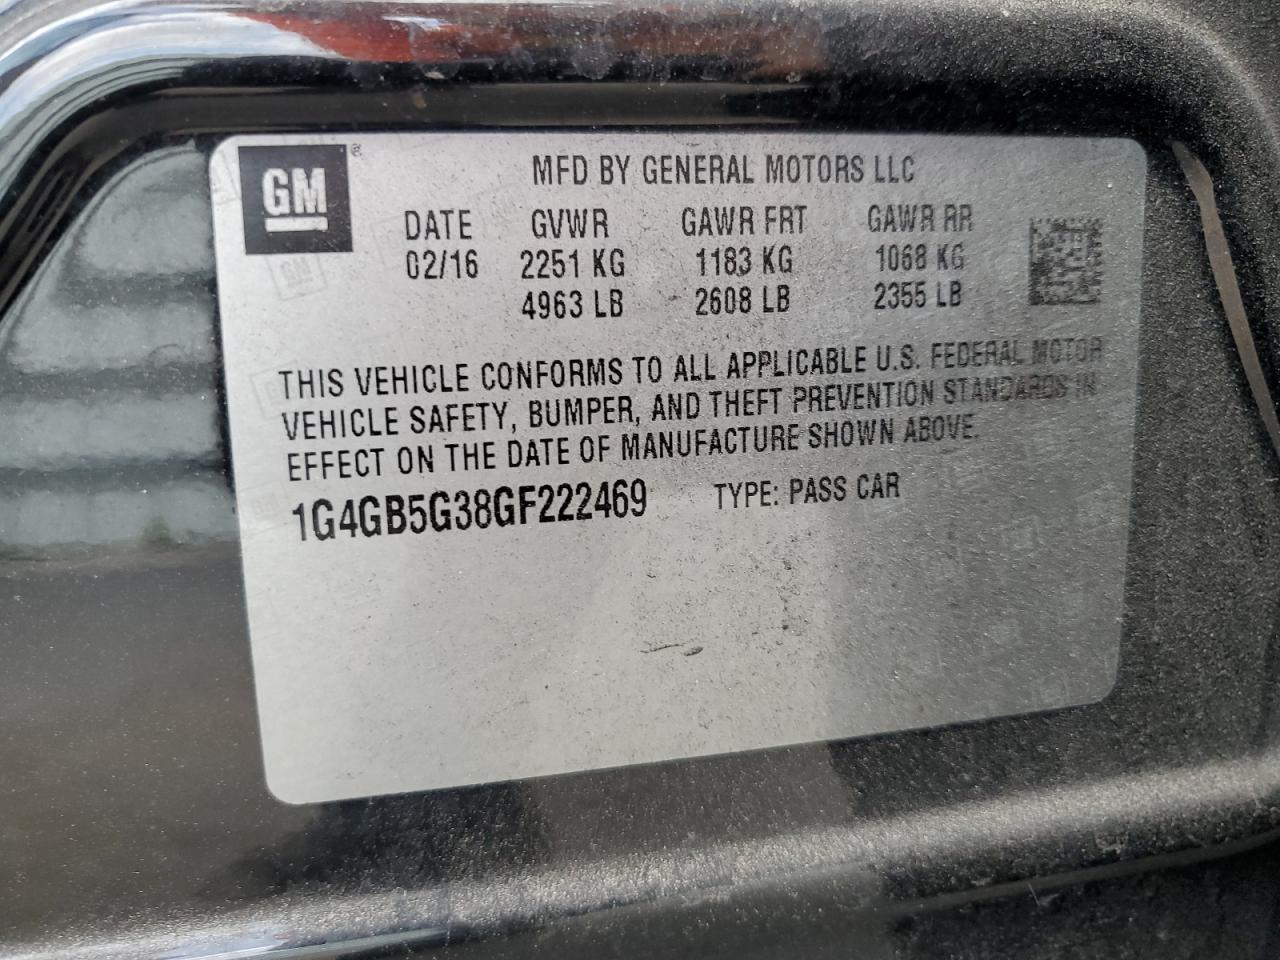 GM ®
MFD BY GENERAL MOTORS LLC
DATE GVWR GAWR FRT GAWR RR
02/16 2251 KG 1183 KG 1068 KG
4963 LB 2608 LB 2355 LB
THIS VEHICLE CONFORMS TO ALL APPLICABLE U.S. FEDERAL MOTOR
VEHICLE SAFETY, BUMPER, AND THEFT PREVENTION STANDARDS IN
EFFECT ON THE DATE OF MANUFACTURE SHOWN ABOVE.
1G4GB5G38GF222469 TYPE: PASS CAR